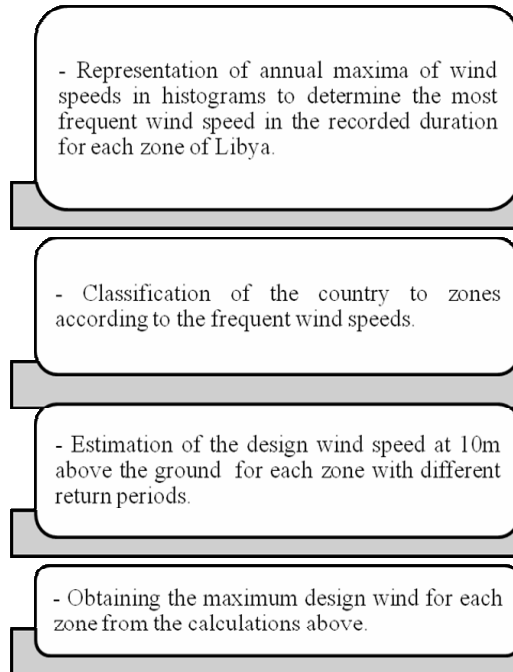 - Representation of annual maxima of wind
speeds in histograms to determine the most
frequent wind speed in the recorded duration
for each zone of Libya.
- Classification of the country to zones
according to the frequent wind speeds.
- Estimation of the design wind speed at 10m
above the ground for each zone with different
return periods.
- Obtaining the maximum design wind for each
zone from the calculations above.